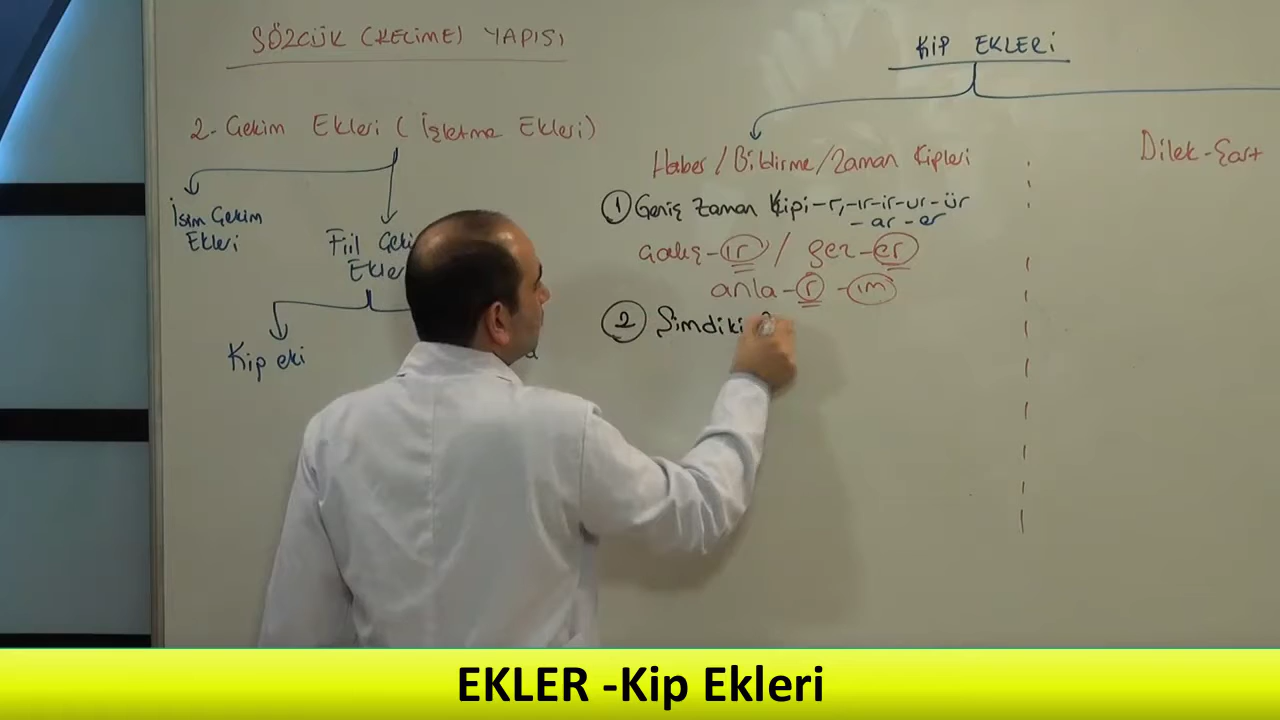 SÖZCÜK (KELİME) YAPISI
2- Çekim Ekleri ( İşletme Ekleri)
İsim Çekim
Ekleri
Fiil
Ekle
Kip eki
KİP EKLERİ
Haber / Bildirme / Zaman Kipleri
① Geniş Zaman Kipi -r, -ır-ir-ur-ür
- ar - er
çalış - ır / gez - er
anla - r - ım
② Şimdiki
Dilek - Şart
EKLER -Kip Ekleri